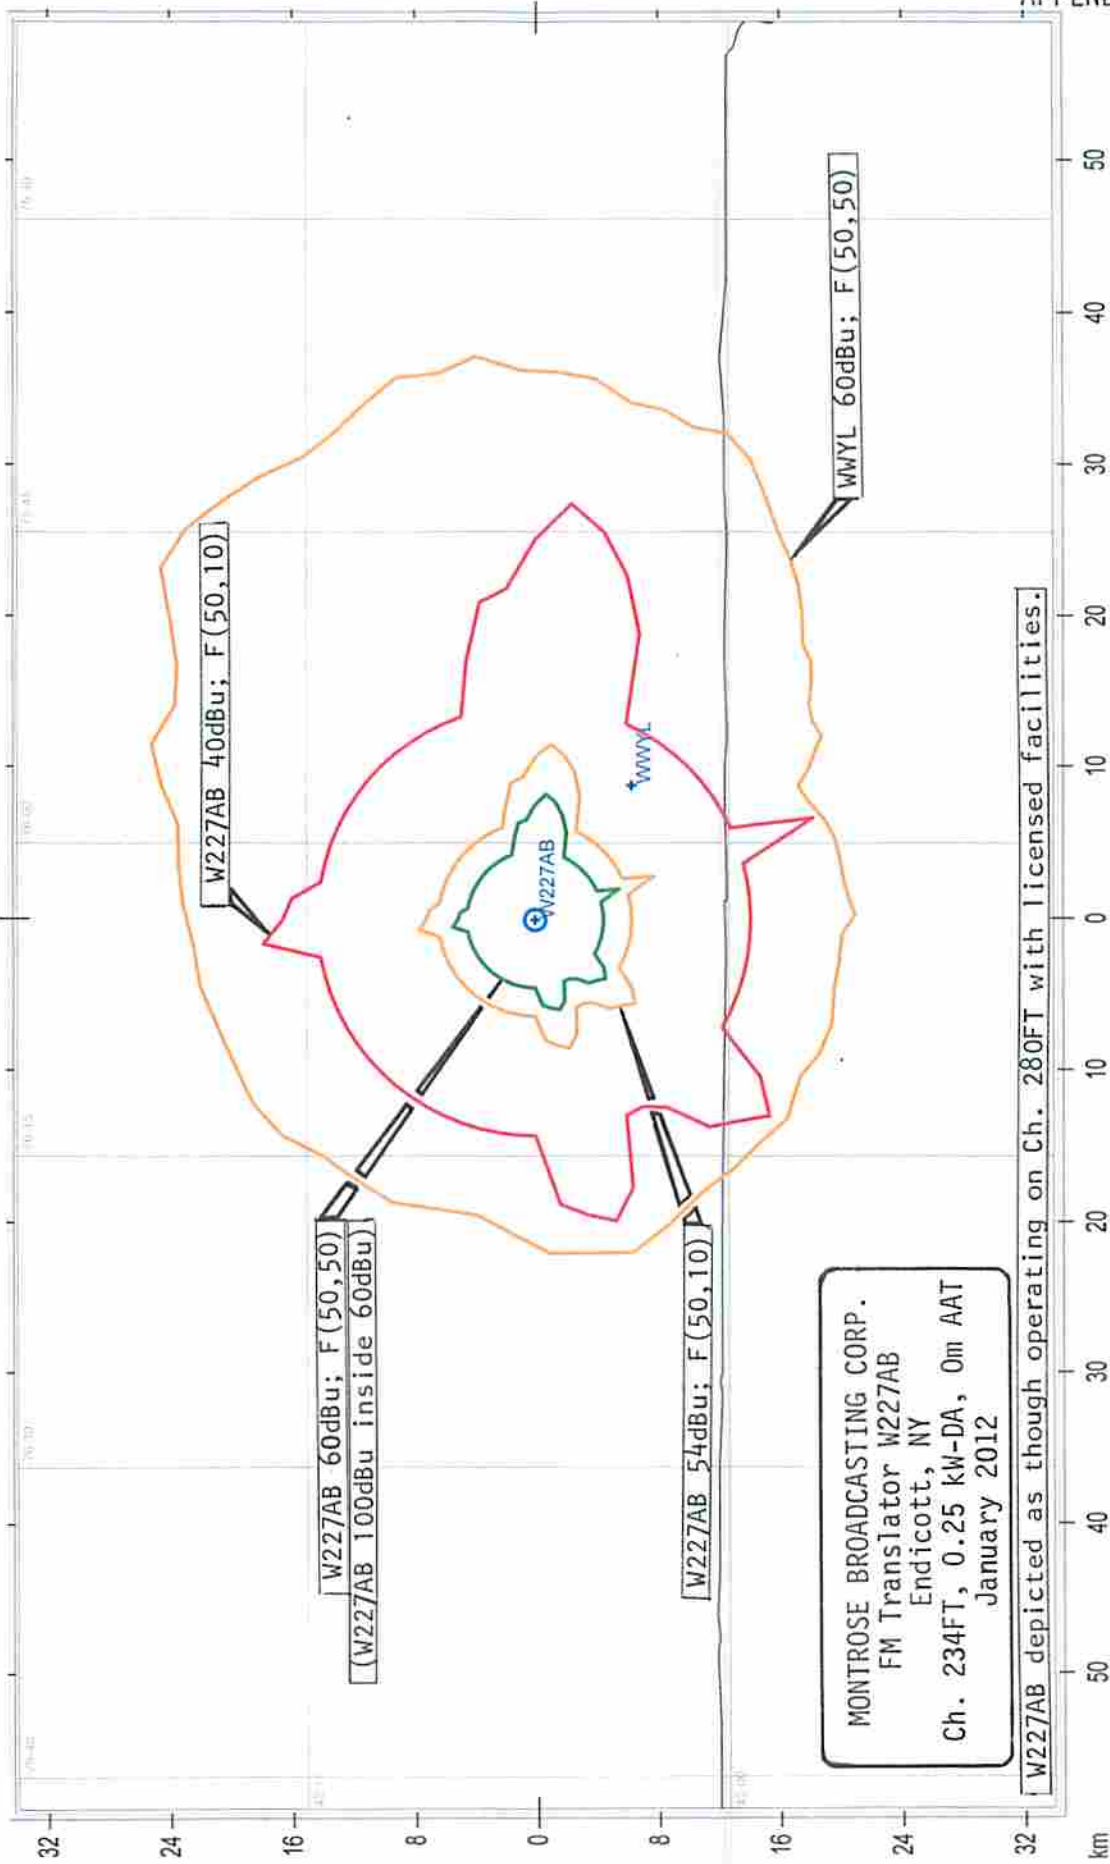 APPEND
W227AB 40dBu; F(50,10)
WWYL 60dBu; F(50,50)
W227AB 60dBu; F(50,50)
(W227AB 100dBu inside 60dBu)
W227AB 54dBu; F(50,10)
W227AB
WWYL
MONTROSE BROADCASTING CORP.
FM Translator W227AB
Endicott, NY
Ch. 234FT, 0.25 kW-DA, 0m AAT
January 2012
W227AB depicted as though operating on Ch. 280FT with licensed facilities.
32
24
16
8
0
8
16
24
32
km
50
40
30
20
10
0
10
20
30
40
50